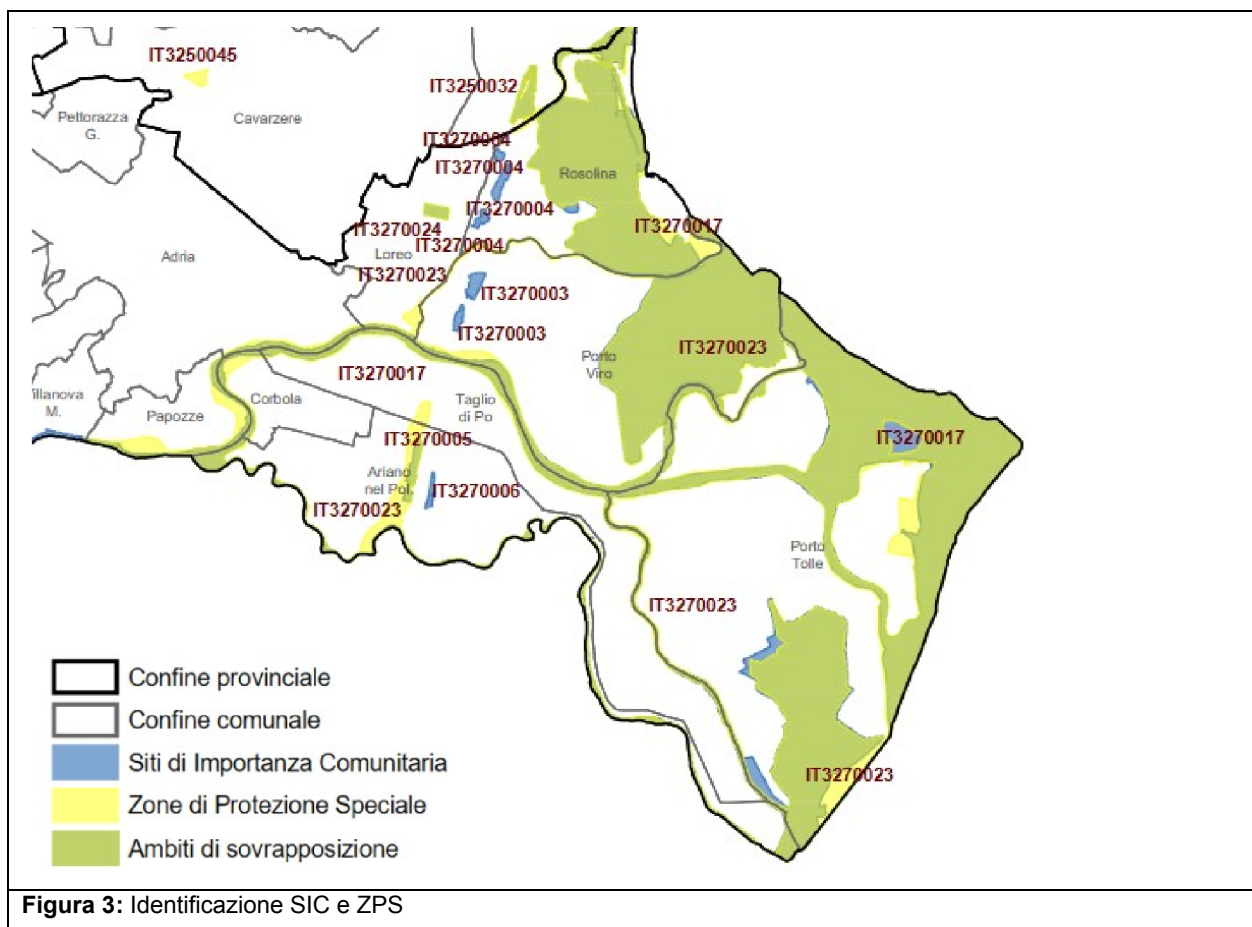 IT3250045
IT3250032
Pettorazza
G.
Cavarzere
IT3270004
IT3270004
Rosolina
IT3270004
IT3270017
IT3270024
IT3270004
Loreo
Adria
IT3270023
IT3270003
IT3270003
IT3270023
Porto
Viro
IT3270017
Villanova
M.
Papozze
Corbola
Taglio
di Po
IT3270005
IT3270017
Ariano
nel Pol.
IT3270006
IT3270023
Porto
Tolle
IT3270023
IT3270023
Confine provinciale
Confine comunale
Siti di Importanza Comunitaria
Zone di Protezione Speciale
Ambiti di sovrapposizione
Figura 3: Identificazione SIC e ZPS